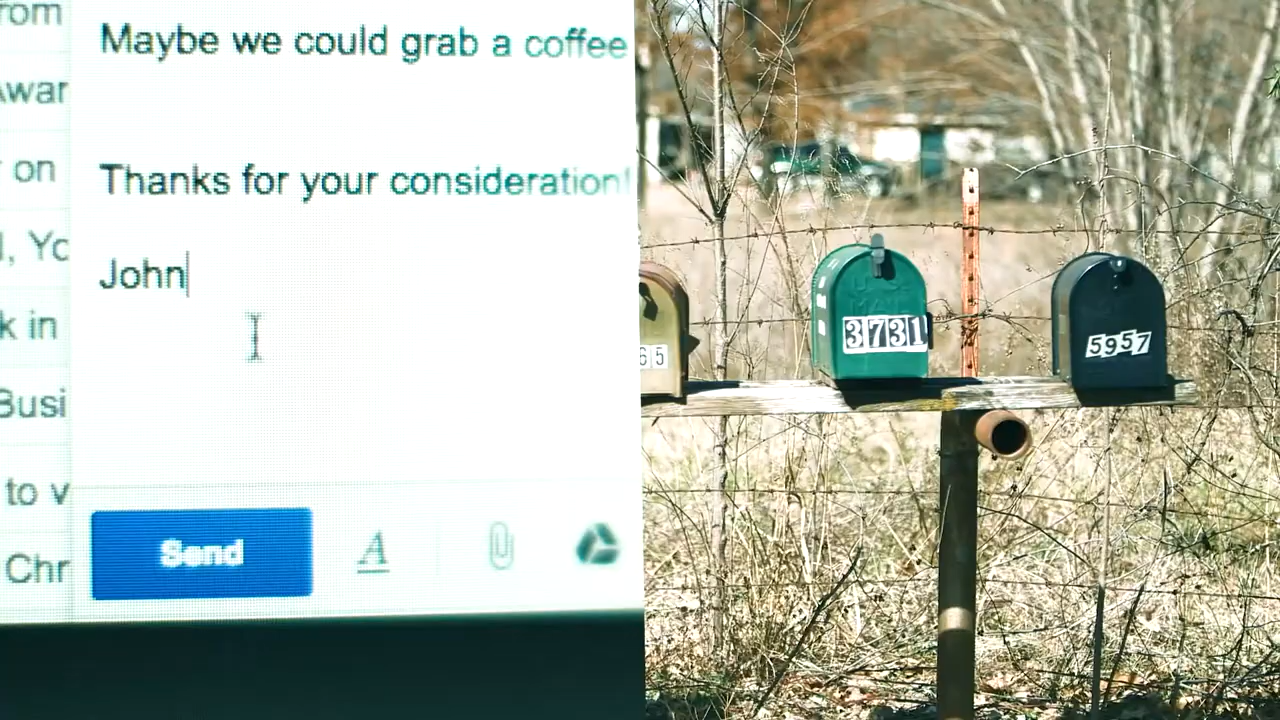 rom
Maybe we could grab a coffee
Awar
Thanks for your consideration!
on
l, Yo
John
k in
Busi
to v
Send
A
Chr
65
3731
5957